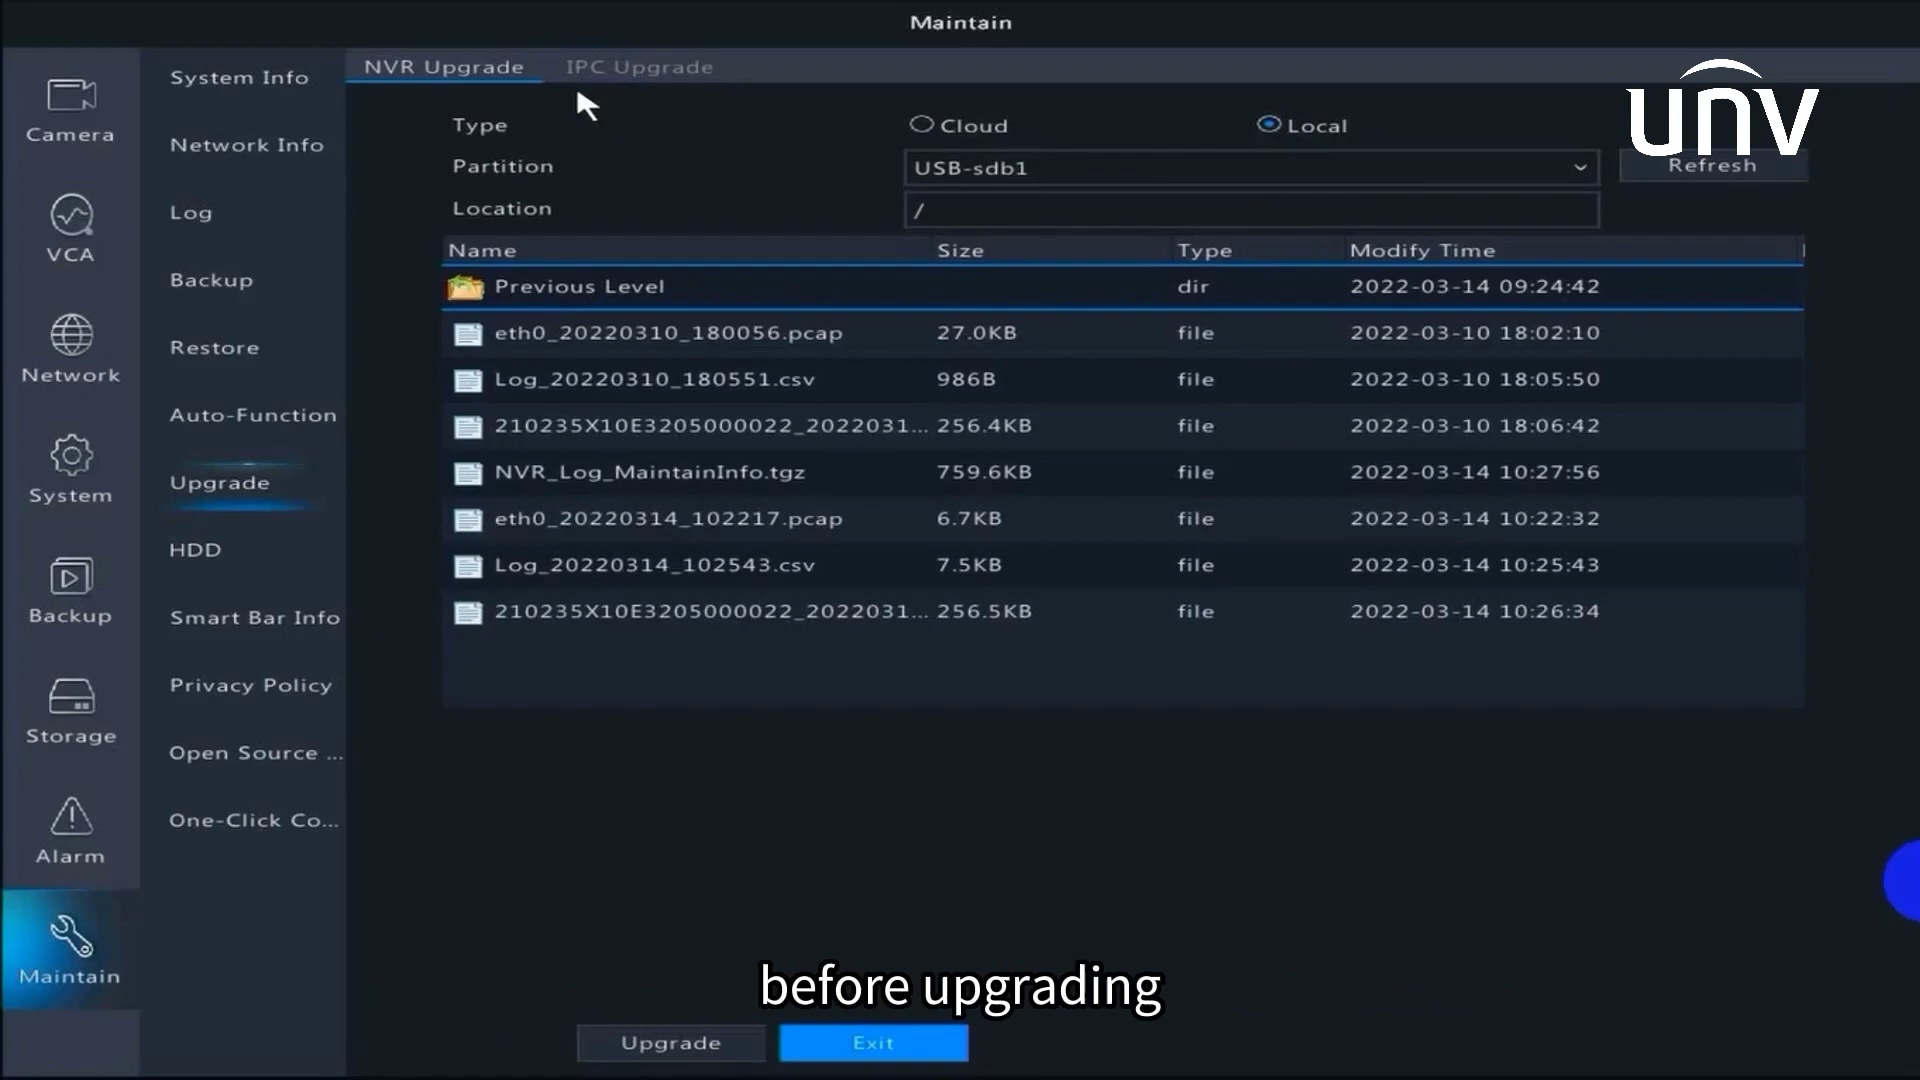 Maintain
unv
Camera
VCA
Network
System
Backup
Storage
Alarm
Maintain
System Info
Network Info
Log
Backup
Restore
Auto-Function
Upgrade
HDD
Smart Bar Info
Privacy Policy
Open Source ...
One-Click Co...
NVR Upgrade IPC Upgrade
Type Cloud Local
Partition USB-sdb1 Refresh
Location /
Name Size Type Modify Time
Previous Level dir 2022-03-14 09:24:42
eth0_20220310_180056.pcap 27.0KB file 2022-03-10 18:02:10
Log_20220310_180551.csv 986B file 2022-03-10 18:05:50
210235X10E3205000022_2022031... 256.4KB file 2022-03-10 18:06:42
NVR_Log_MaintainInfo.tgz 759.6KB file 2022-03-14 10:27:56
eth0_20220314_102217.pcap 6.7KB file 2022-03-14 10:22:32
Log_20220314_102543.csv 7.5KB file 2022-03-14 10:25:43
210235X10E3205000022_2022031... 256.5KB file 2022-03-14 10:26:34
before upgrading
Upgrade Exit